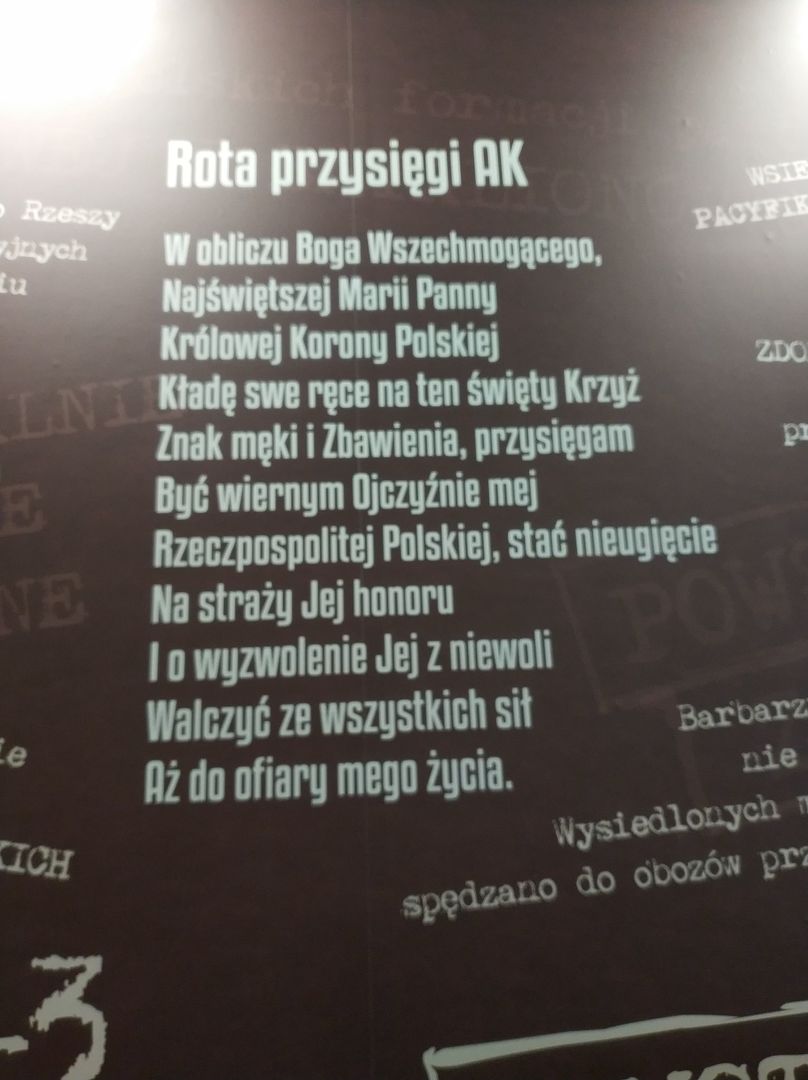 Rota przysięgi AK
W obliczu Boga Wszechmogącego,
Najświętszej Marii Panny
Królowej Korony Polskiej
Kładę swe ręce na ten święty Krzyż
Znak męki i Zbawienia, przysięgam
Być wiernym Ojczyźnie mej
Rzeczpospolitej Polskiej, stać nieugięcie
Na straży Jej honoru
I o wyzwolenie Jej z niewoli
Walczyć ze wszystkich sił
Aż do ofiary mego życia.
Rzeszy
nie
Wysiedlonych
spędzano do obozów